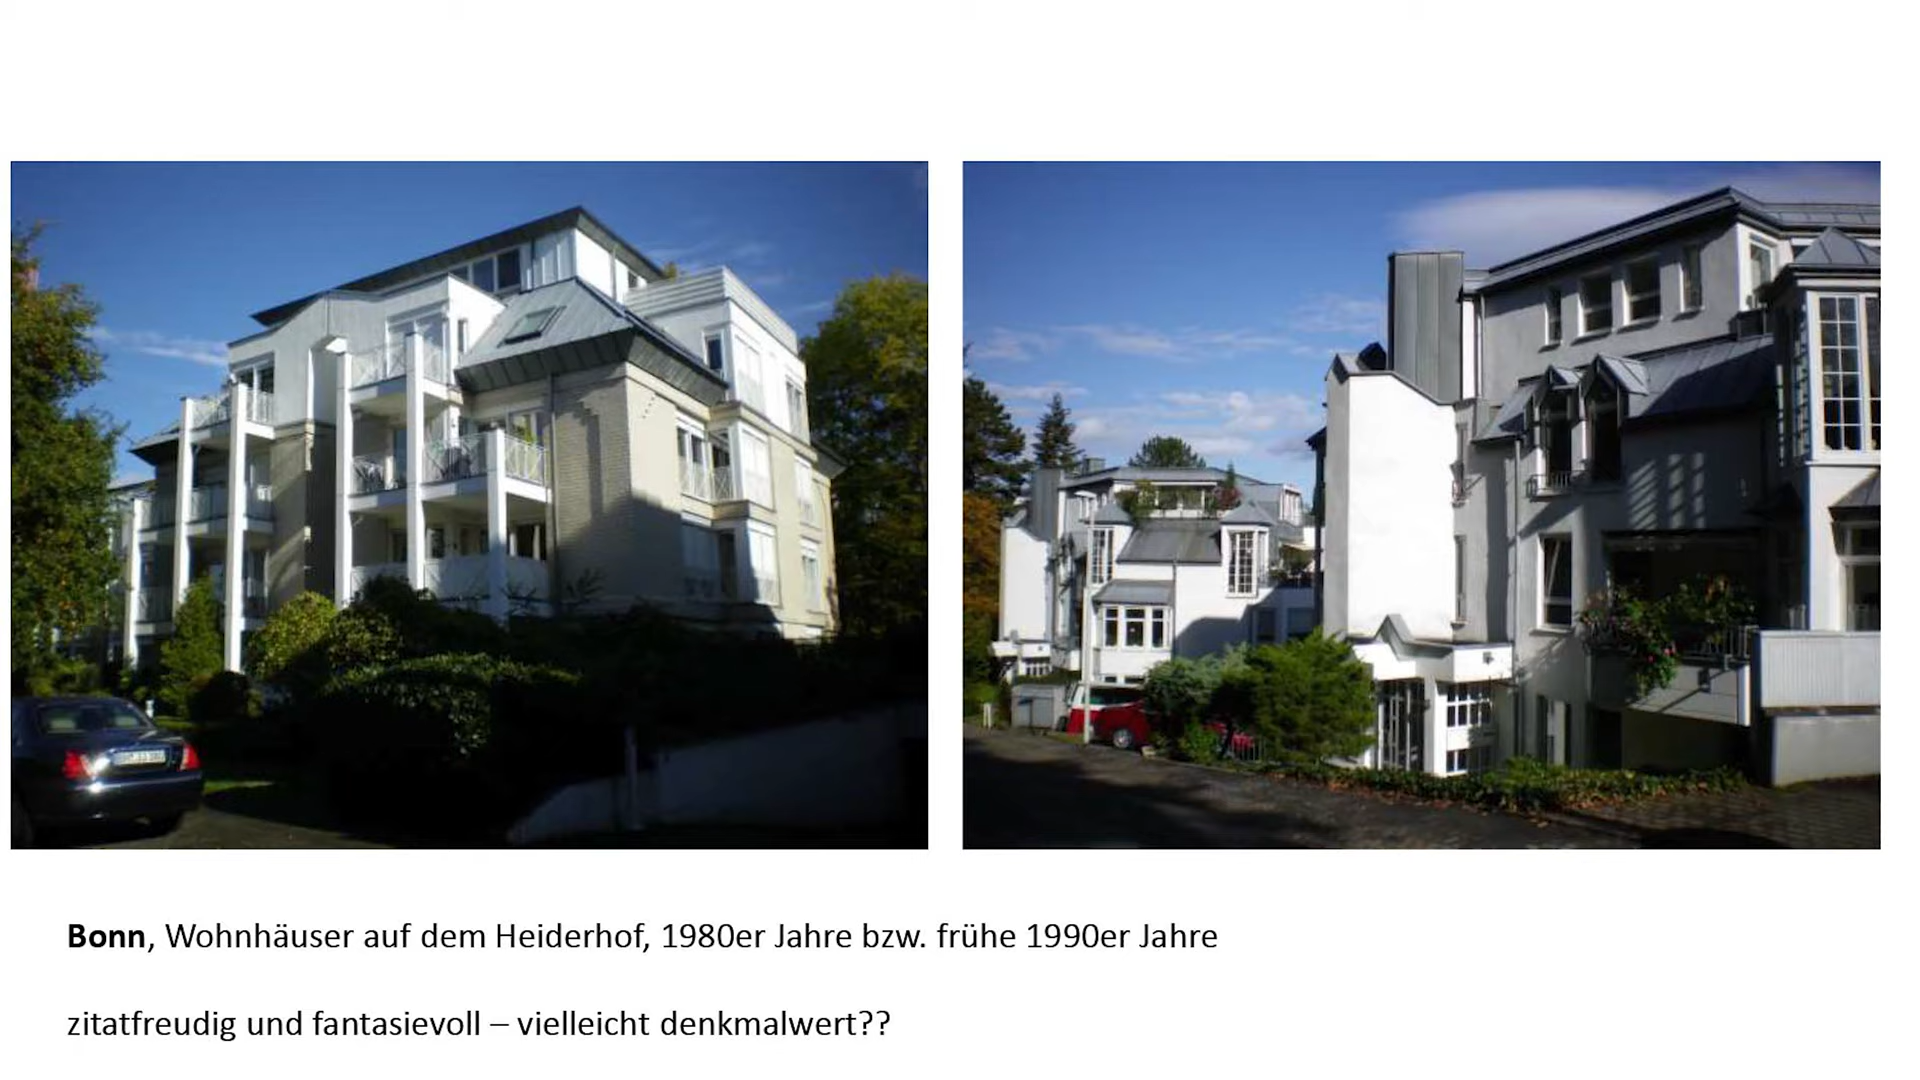 Bonn, Wohnhäuser auf dem Heiderhof, 1980er Jahre bzw. frühe 1990er Jahre
zitatfreudig und fantasievoll – vielleicht denkmalwert??